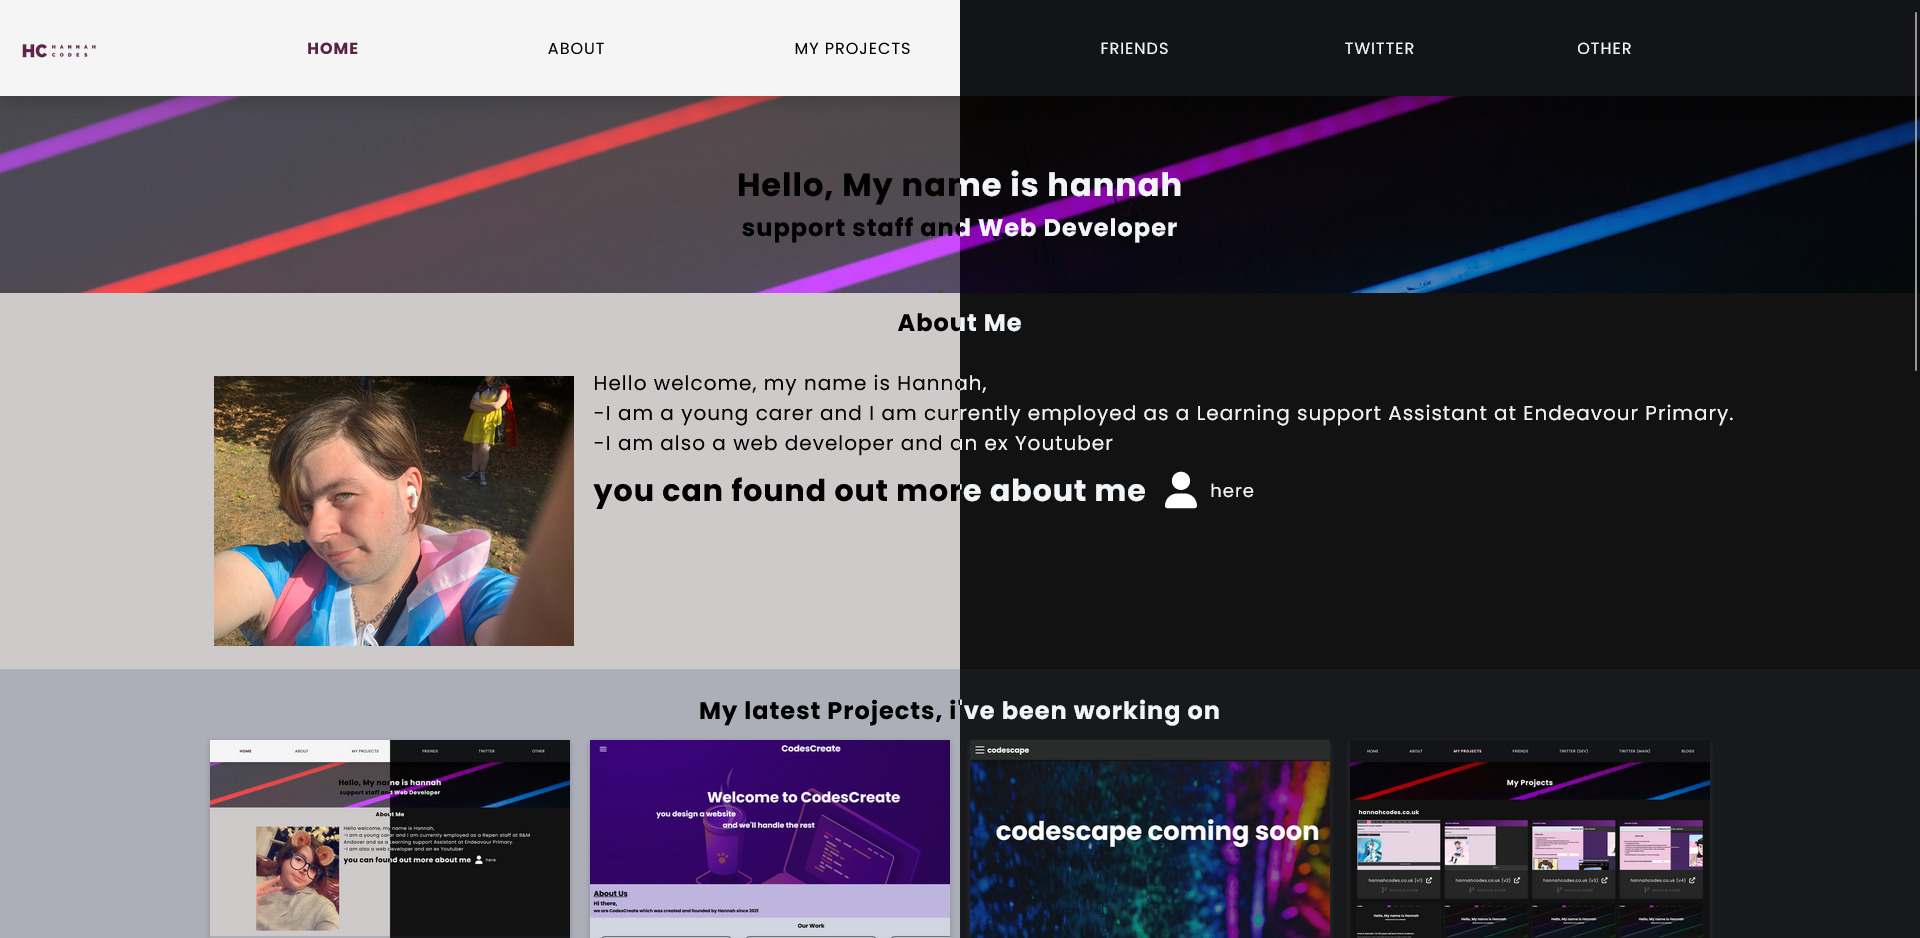 HC HANNAH CODES
HOME ABOUT MY PROJECTS FRIENDS TWITTER OTHER
Hello, My name is hannah
support staff and Web Developer
About Me
Hello welcome, my name is Hannah,
-I am a young carer and I am currently employed as a Learning support Assistant at Endeavour Primary.
-I am also a web developer and an ex Youtuber
you can found out more about me here
My latest Projects, i've been working on
HOME ABOUT MY PROJECTS FRIENDS TWITTER OTHER
Hello, My name is hannah
support staff and Web Developer
About Me
Hello welcome, my name is Hannah,
-I am a young carer and I am currently employed as a Repen staff at B&M
Andover and as a learning support Assistant at Endeavour Primary.
-I am also a web developer and an ex Youtuber
you can found out more about me here
CodesCreate
Welcome to CodesCreate
you design a website
and we'll handle the rest
About Us
Hi there,
we are CodesCreate which was created and founded by Hannah since 2021
Our Work
codescape
codescape coming soon
HOME ABOUT MY PROJECTS FRIENDS TWITTER (DEV) TWITTER (MAIN) BLOGS
My Projects
hannahcodes.co.uk
hannahcodes.co.uk (v1) hannahcodes.co.uk (v2) hannahcodes.co.uk (v3) hannahcodes.co.uk (v4)
source code source code source code source code
Hello, My name is Hannah Hello, My name is Hannah Hello, My name is Hannah Hello, My name is Hannah